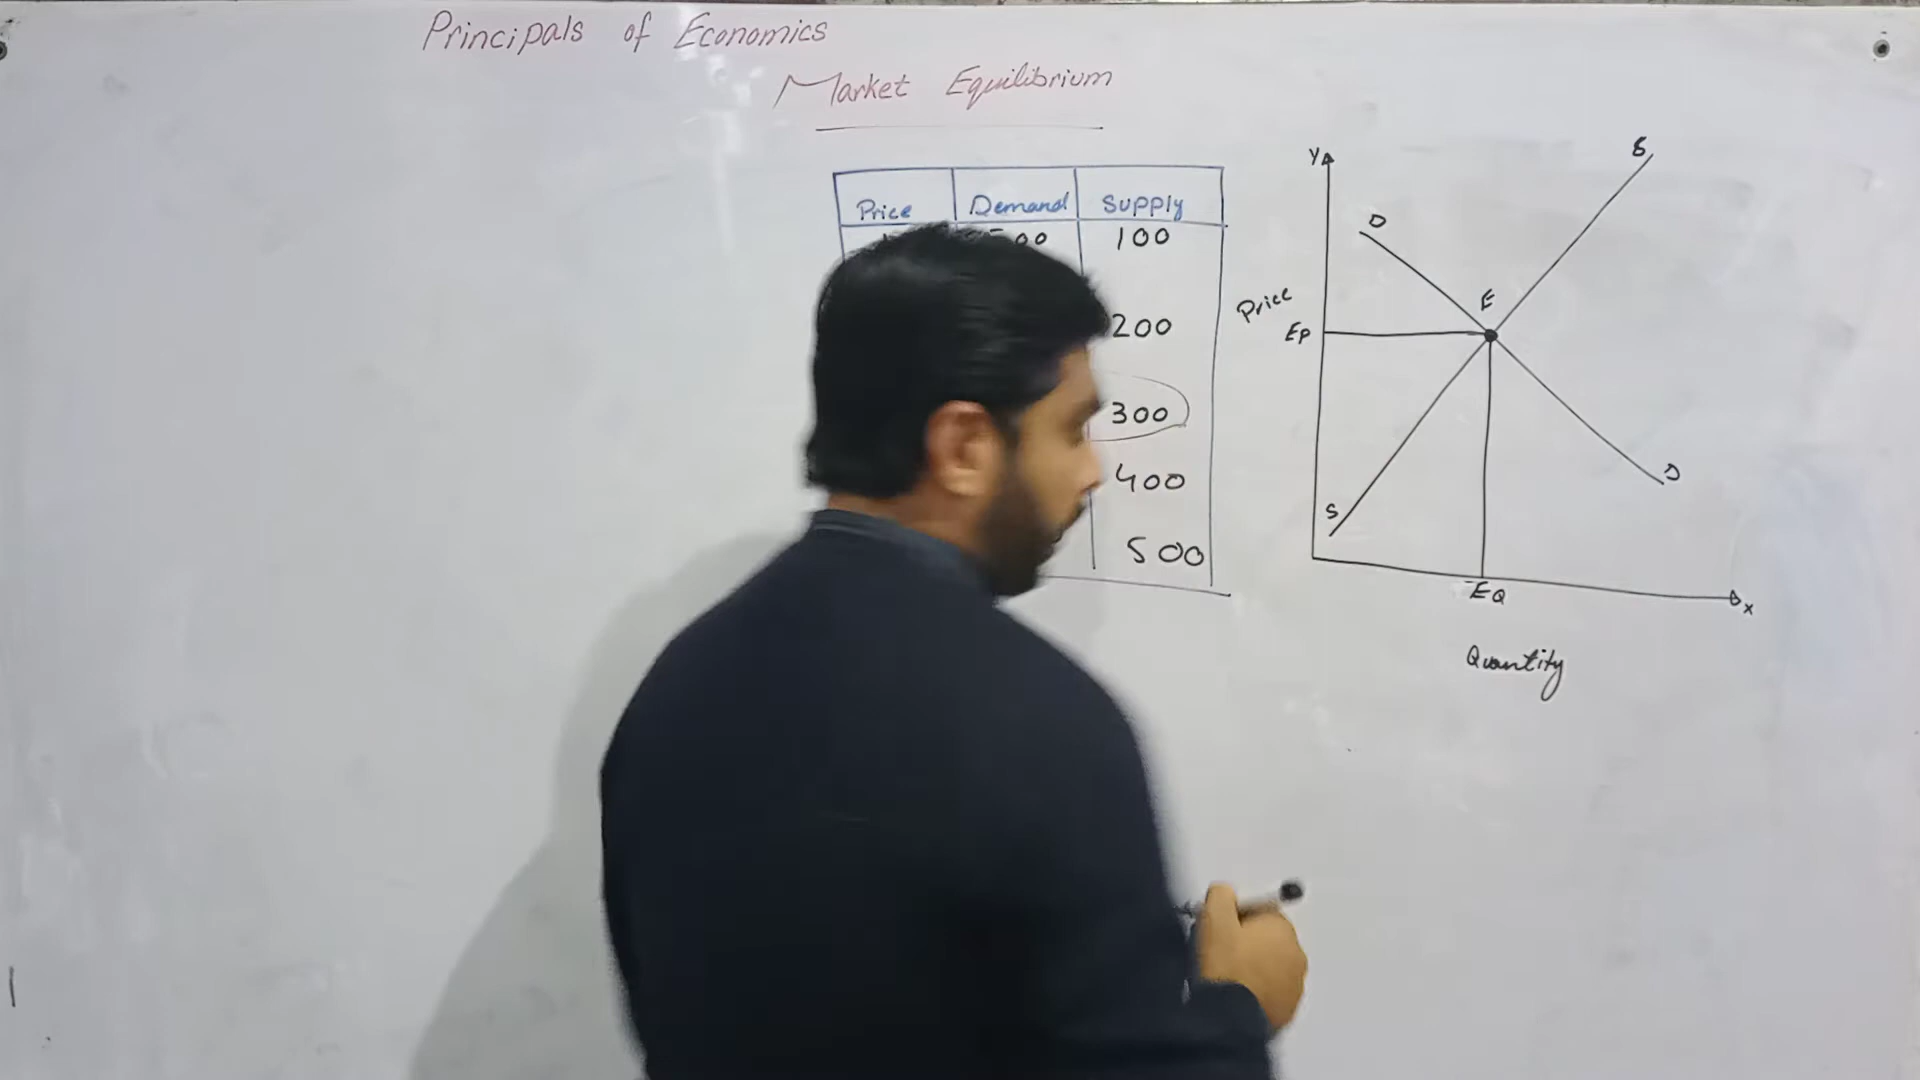 Principals of Economics
Market Equilibrium
Price Demand Supply
100
200
300
400
500
Y
S
D
E
Price
EP
D
S
EQ
X
Quantity